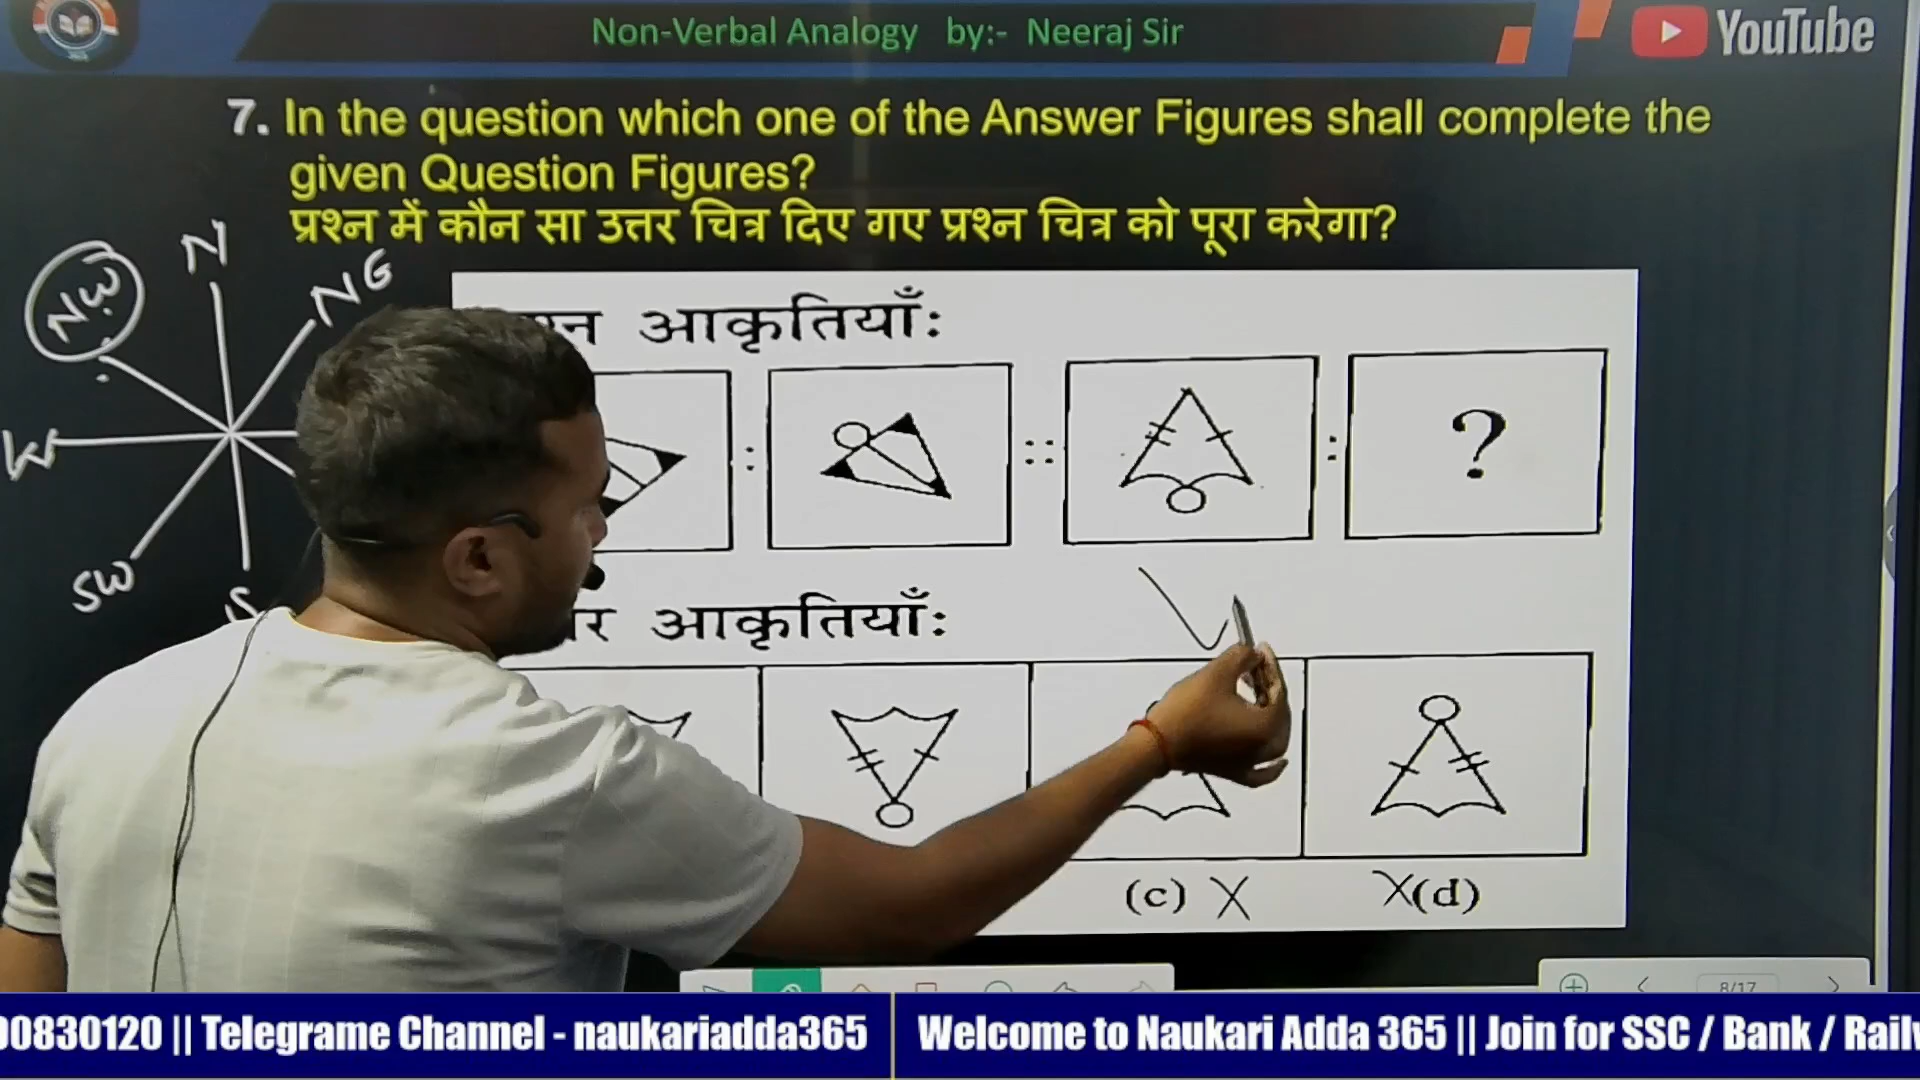 Non-Verbal Analogy by:- Neeraj Sir
YouTube
7. In the question which one of the Answer Figures shall complete the
given Question Figures?
प्रश्न में कौन सा उत्तर चित्र दिए गए प्रश्न चित्र को पूरा करेगा?
NW
N
NE
W
SW
S
आकृतियाँ:
: :: : ?
आकृतियाँ:
(c) X X(d)
8/17
00830120 || Telegrame Channel - naukariadda365
Welcome to Naukari Adda 365 || Join for SSC / Bank /